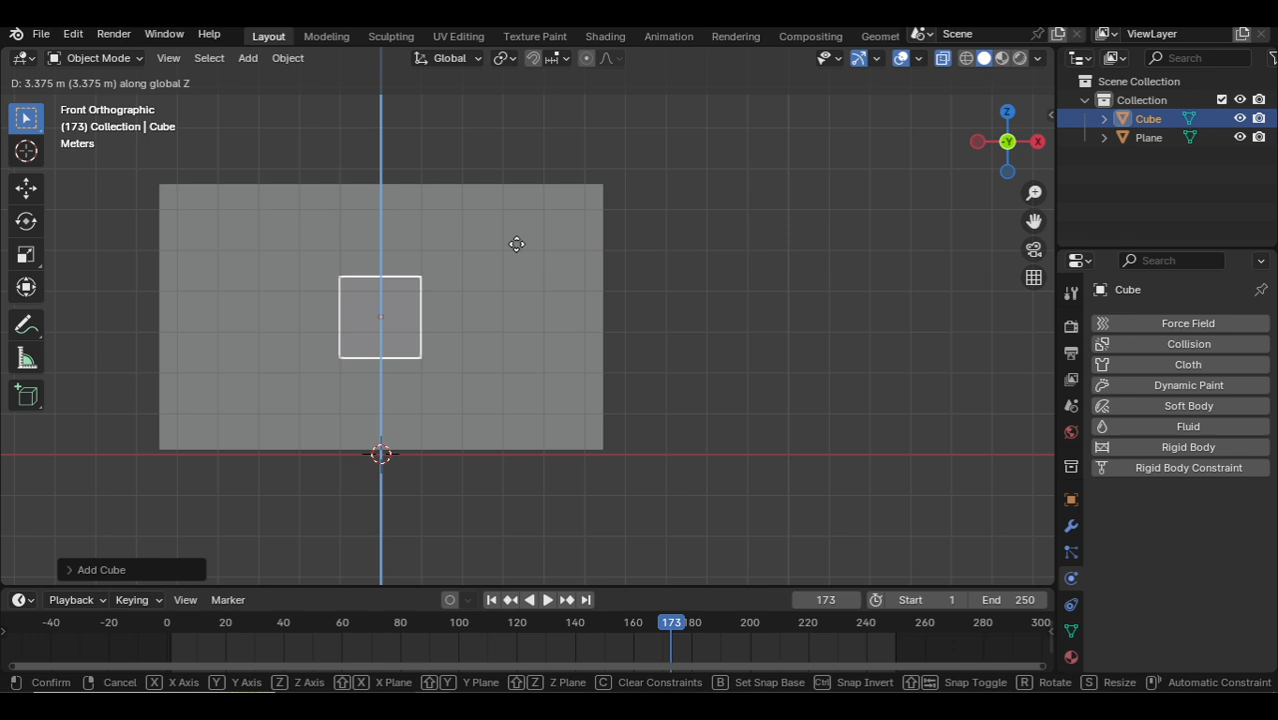 File Edit Render Window Help Layout Modeling Sculpting UV Editing Texture Paint Shading Animation Rendering Compositing Geomet Scene ViewLayer
Object Mode View Select Add Object Global Search
D: 3.375 m (3.375 m) along global Z
Scene Collection
Front Orthographic
Collection
(173) Collection | Cube
Cube
Meters
Plane
Z
Y
X
Search
Cube
Force Field
Collision
Cloth
Dynamic Paint
Soft Body
Fluid
Rigid Body
Rigid Body Constraint
Add Cube
Playback Keying View Marker 173 Start 1 End 250
-40 -20 0 20 40 60 80 100 120 140 160 173 180 200 220 240 260 280 300
Confirm Cancel X X Axis Y Y Axis Z Z Axis X X Plane Y Y Plane Z Z Plane C Clear Constraints B Set Snap Base Ctrl Snap Invert Snap Toggle R Rotate S Resize Automatic Constraint